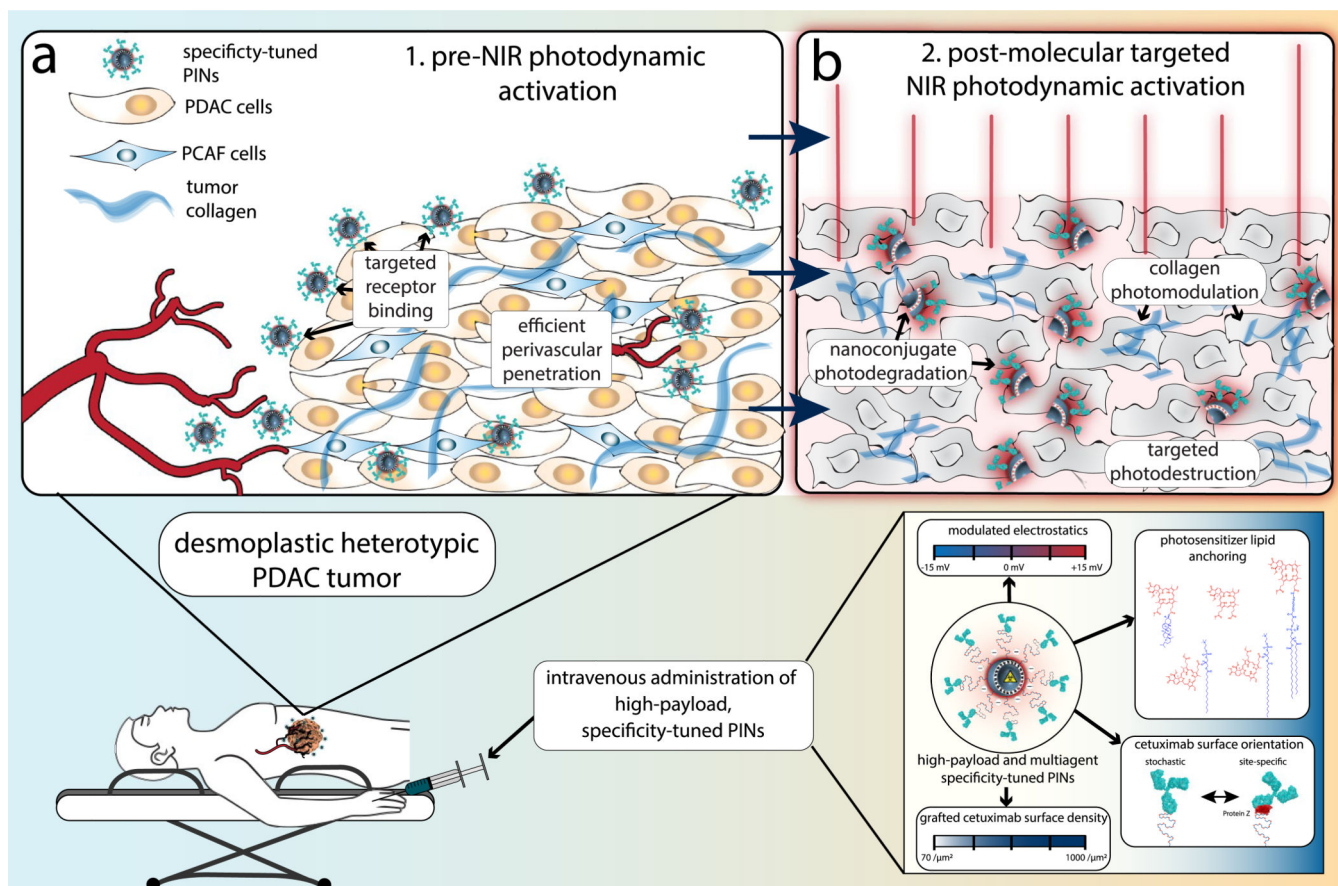 a
specificty-tuned
PINs
PDAC cells
PCAF cells
tumor
collagen
1. pre-NIR photodynamic
activation
targeted
receptor
binding
efficient
perivascular
penetration
b
2. post-molecular targeted
NIR photodynamic activation
collagen
photomodulation
nanoconjugate
photodegradation
targeted
photodestruction
desmoplastic heterotypic
PDAC tumor
intravenous administration of
high-payload,
specificity-tuned PINs
modulated electrostatics
-15 mV
0 mV
+15 mV
photosensitizer lipid
anchoring
high-payload and multiagent
specificity-tuned PINs
cetuximab surface orientation
stochastic
site-specific
Protein Z
grafted cetuximab surface density
70 /µm²
1000 /µm²